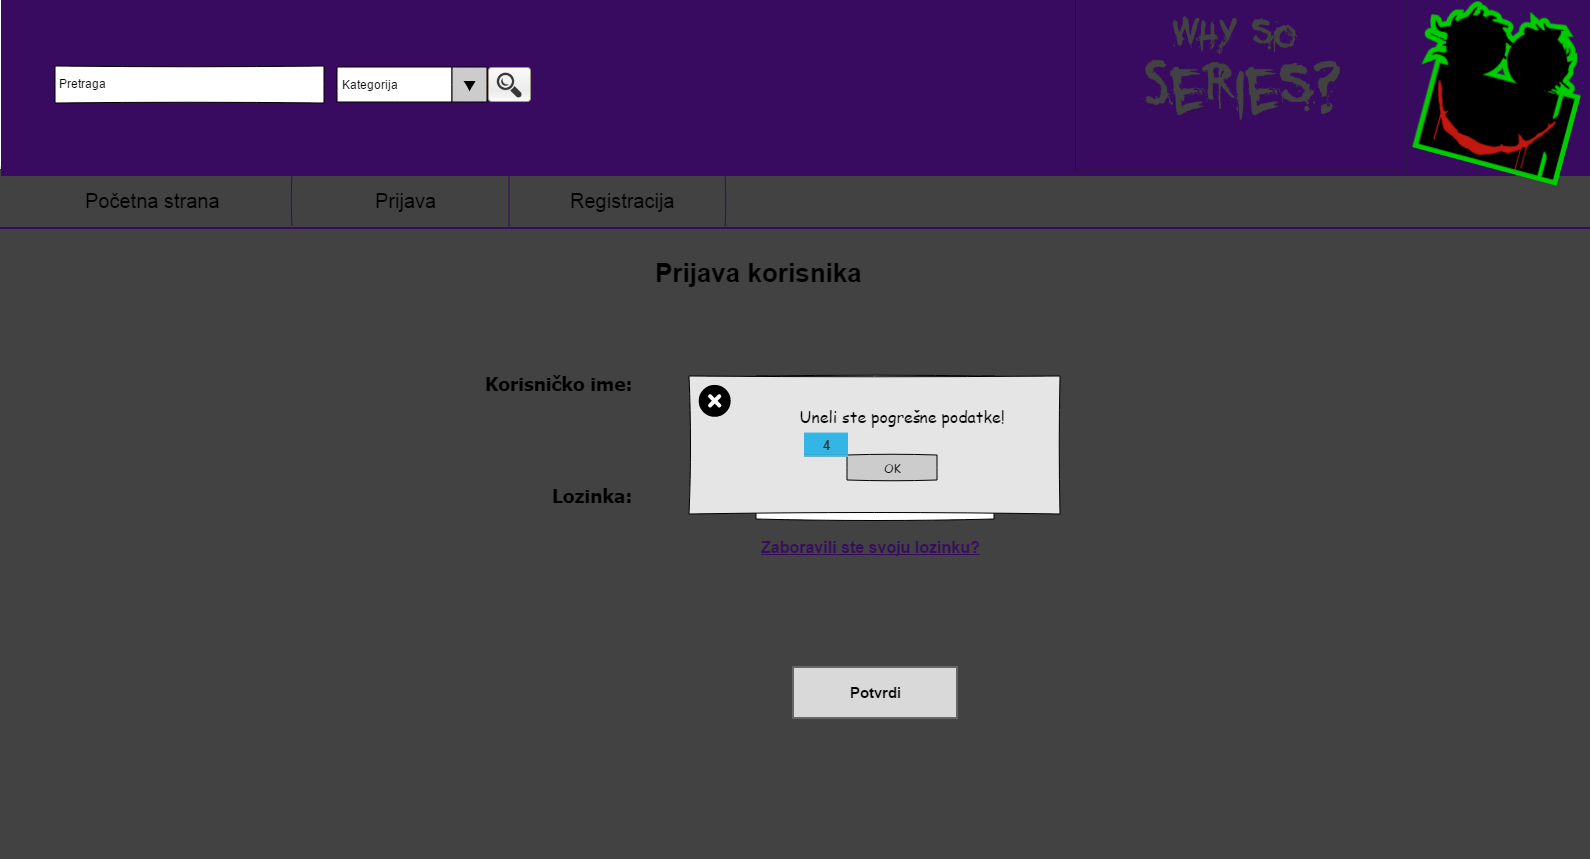 WHY SO
SERIES?
Pretraga
Kategorija
Početna strana
Prijava
Registracija
Prijava korisnika
Korisničko ime:
Uneli ste pogrešne podatke!
4
OK
Lozinka:
Zaboravili ste svoju lozinku?
Potvrdi